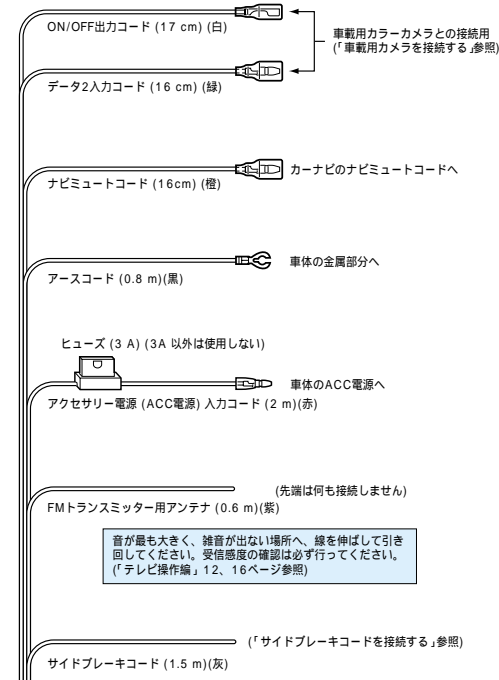 ON/OFF出力コード (17 cm) (白)
車載用カラーカメラとの接続用
(「車載用カメラを接続する」参照)
データ2入力コード (16 cm) (緑)
カーナビのナビミュートコードへ
ナビミュートコード (16cm) (橙)
車体の金属部分へ
アースコード (0.8 m)(黒)
ヒューズ (3 A) (3A 以外は使用しない)
車体のACC電源へ
アクセサリー電源 (ACC電源) 入力コード (2 m)(赤)
(先端は何も接続しません)
FMトランスミッター用アンテナ (0.6 m)(紫)
音が最も大きく、雑音が出ない場所へ、線を伸ばして引き
回してください。受信感度の確認は必ず行ってください。
(「テレビ操作編」12、16ページ参照)
(「サイドブレーキコードを接続する」参照)
サイドブレーキコード (1.5 m)(灰)